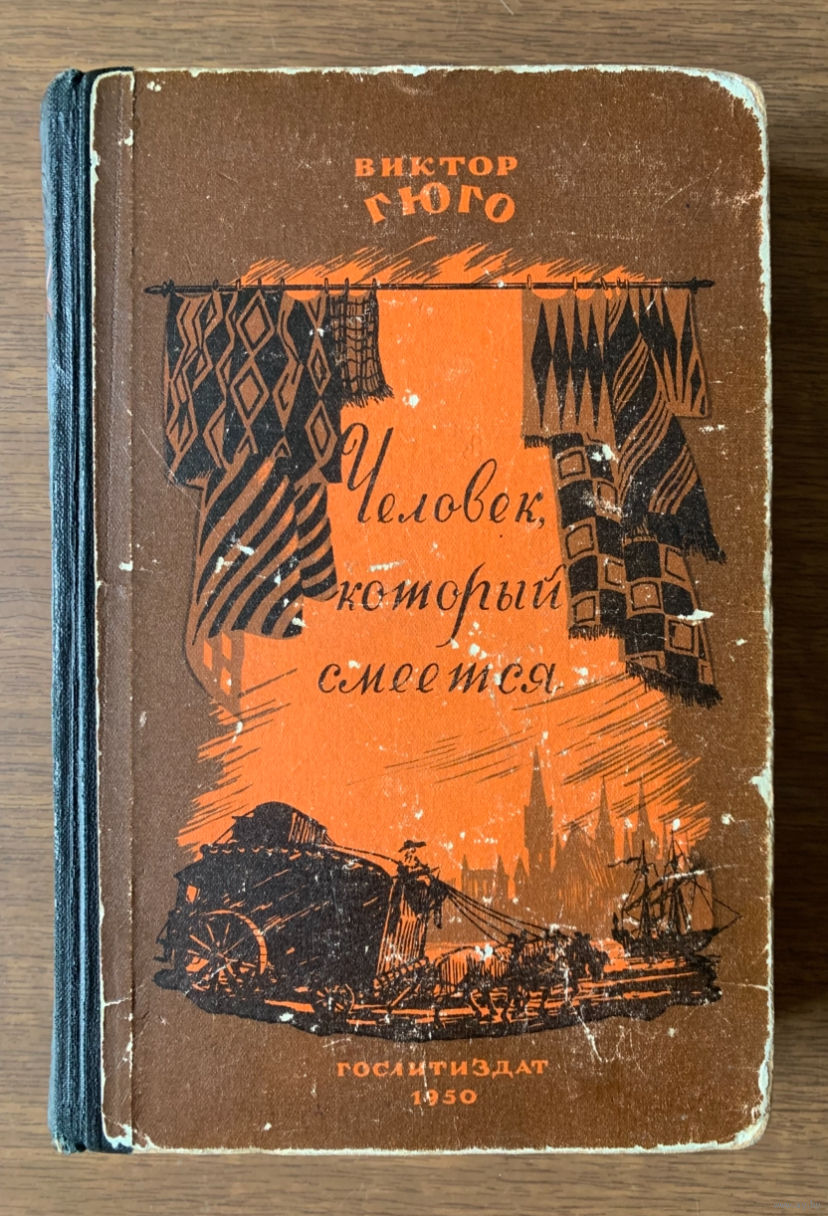 ВИКТОР
ГЮГО
Человек,
который
смеется
ГОСЛИТИЗДАТ
1950